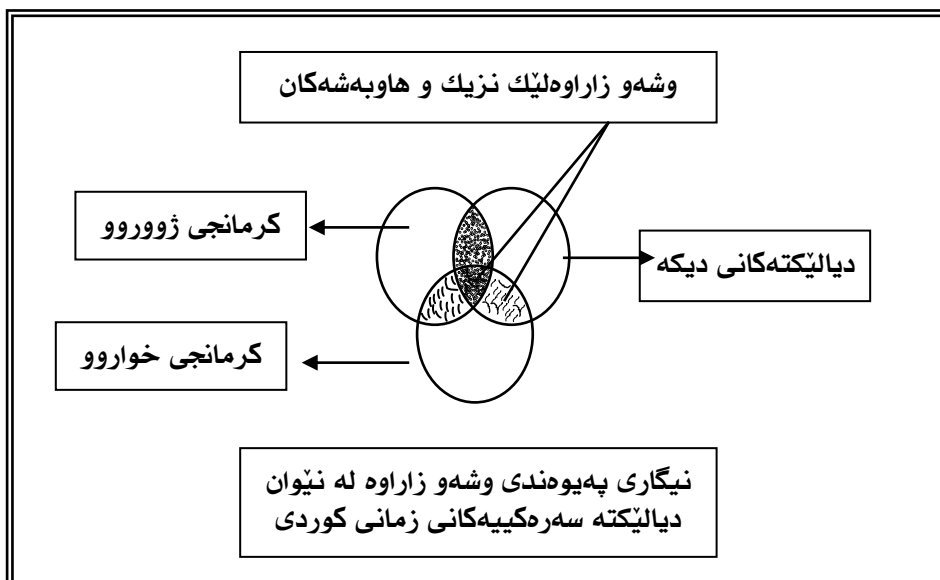 وشەو زاراوەلێك نزیك و هاوبەشەكان
كرمانجی ژووروو
دیالێكتەكانی دیكە
كرمانجی خواروو
نیگاری پەیوەندی وشەو زاراوە لە نێوان
دیالێكتە سەرەكییەكانی زمانی كوردی